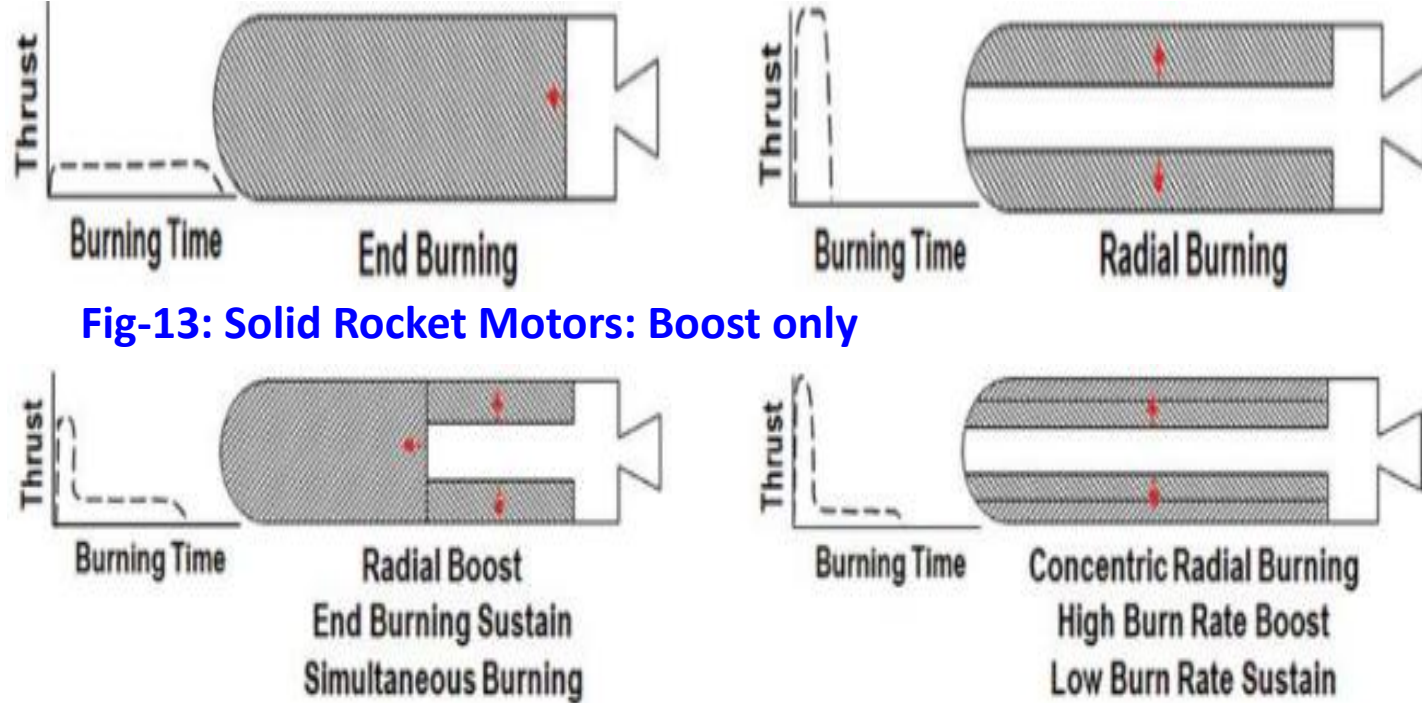 Thrust
Burning Time
End Burning
Thrust
Burning Time
Radial Burning
Fig-13: Solid Rocket Motors: Boost only
Thrust
Burning Time
Radial Boost
End Burning Sustain
Simultaneous Burning
Thrust
Burning Time
Concentric Radial Burning
High Burn Rate Boost
Low Burn Rate Sustain